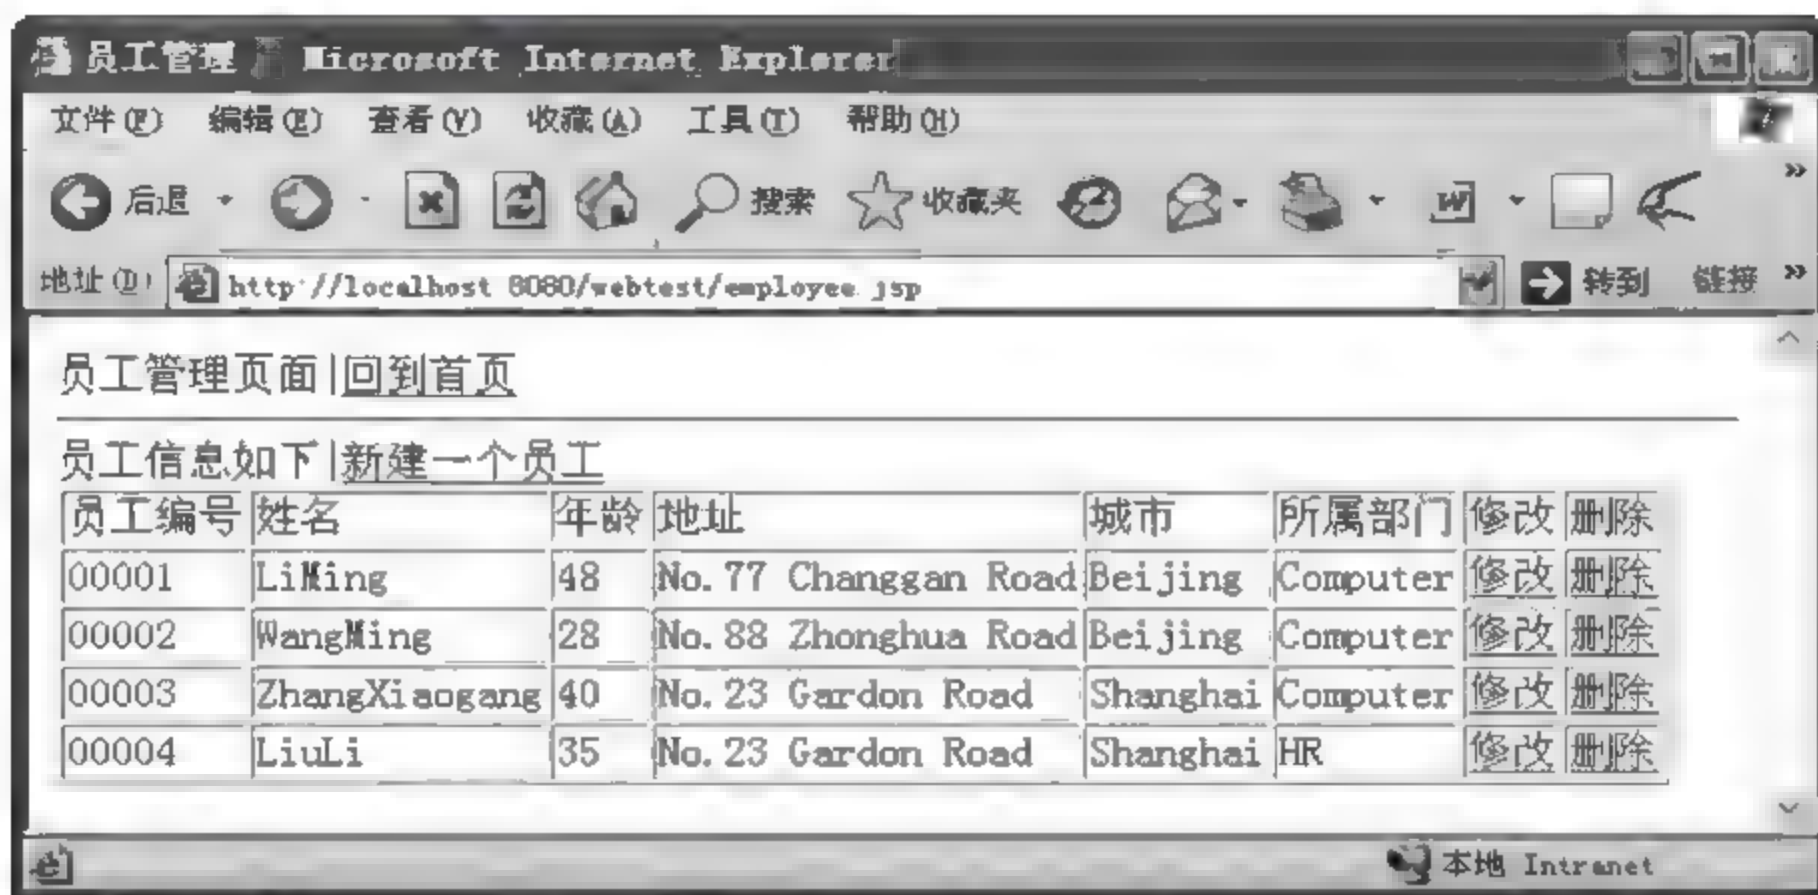 员工管理 Microsoft Internet Explorer
文件(F) 编辑(E) 查看(V) 收藏(A) 工具(T) 帮助(H)
后退 搜索 收藏夹 W »
地址(D) http://localhost 8080/webtest/employee jsp 转到 链接 »
员工管理页面|回到首页
员工信息如下|新建一个员工
员工编号 姓名 年龄 地址 城市 所属部门 修改 删除
00001 LiMing 48 No.77 Changgan Road Beijing Computer 修改 删除
00002 WangMing 28 No.88 Zhonghua Road Beijing Computer 修改 删除
00003 ZhangXiaogang 40 No.23 Gardon Road Shanghai Computer 修改 删除
00004 LiuLi 35 No.23 Gardon Road Shanghai HR 修改 删除
本地 Intranet